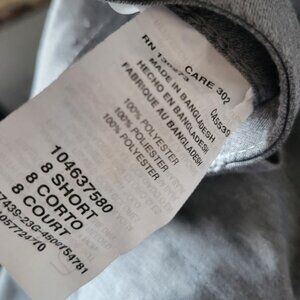 CARE 302
MADE IN BANGLADESH
HECHO EN BANGLADESH
FABRIQUE AU BANGLADESH
100% POLYESTER
100% POLIESTER
100% POLYESTER
104637580
8 SHORT
8 CORTO
8 COURT